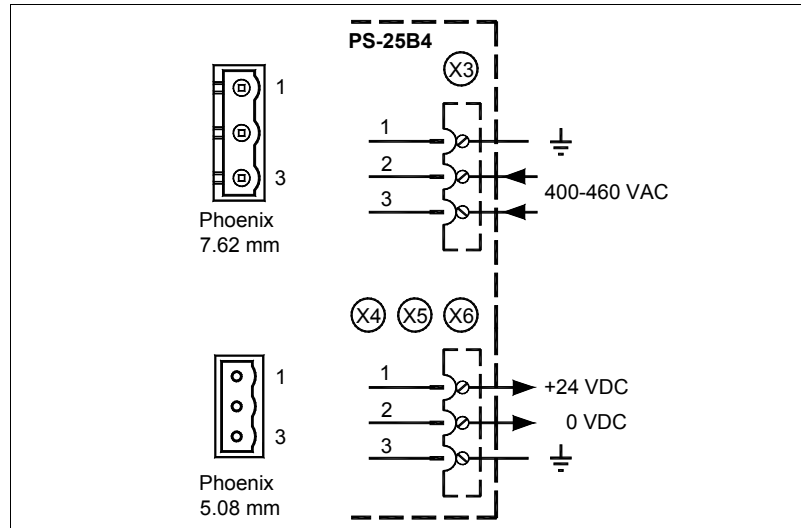 PS-25B4
X3
1
3
Phoenix
7.62 mm
1
2
3
400-460 VAC
X4 X5 X6
1
3
Phoenix
5.08 mm
1
2
3
+24 VDC
0 VDC